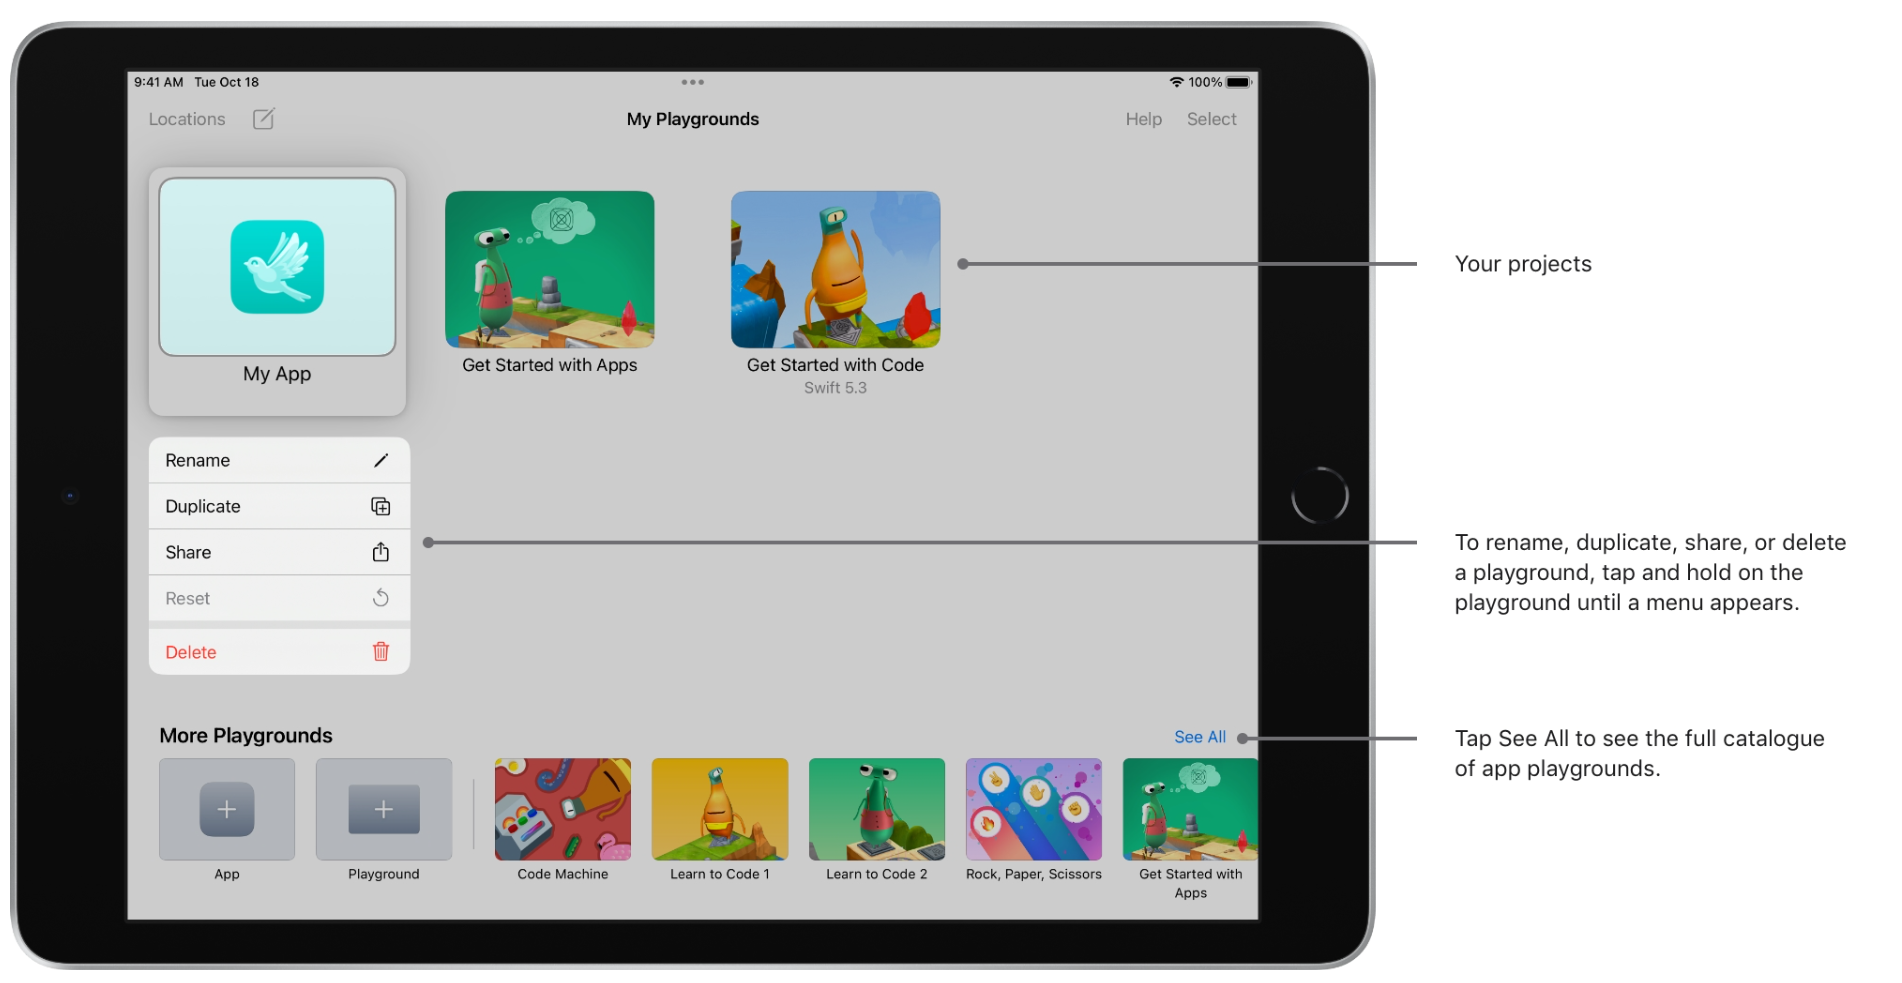 9:41 AM Tue Oct 18
100%
Locations
My Playgrounds
Help
Select
My App
Get Started with Apps
Get Started with Code
Swift 5.3
Your projects
Rename
Duplicate
Share
Reset
Delete
To rename, duplicate, share, or delete
a playground, tap and hold on the
playground until a menu appears.
More Playgrounds
See All
Tap See All to see the full catalogue
of app playgrounds.
App
Playground
Code Machine
Learn to Code 1
Learn to Code 2
Rock, Paper, Scissors
Get Started with
Apps